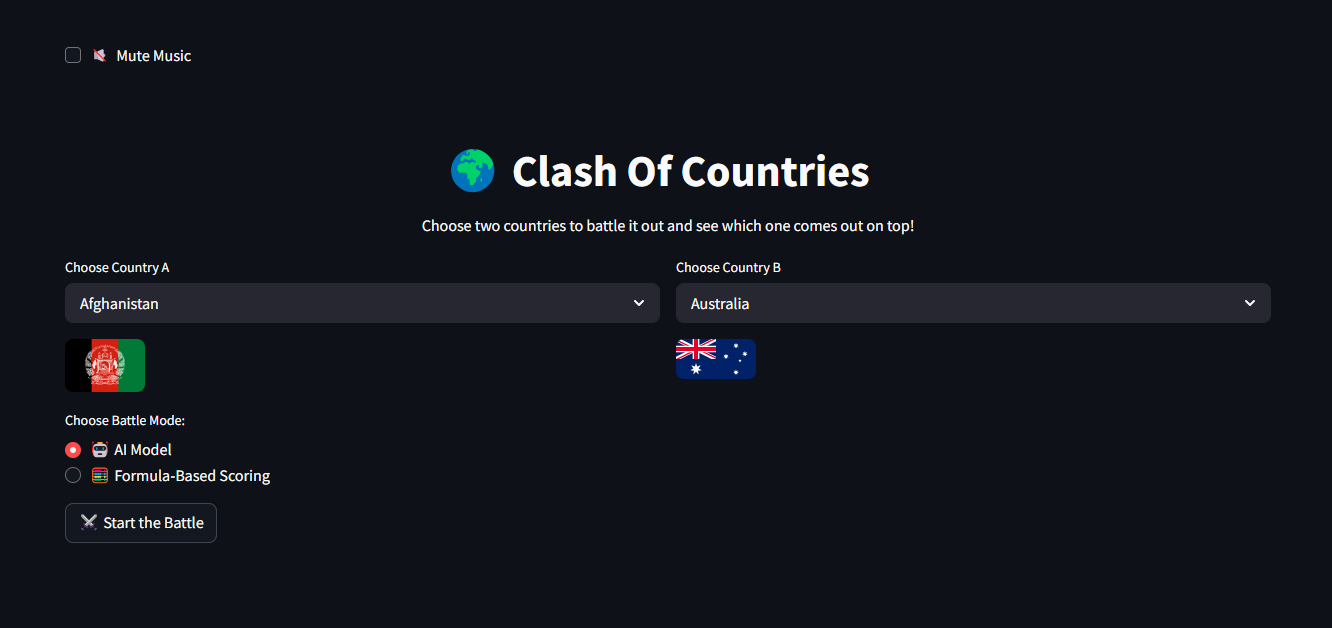 Mute Music
Clash Of Countries
Choose two countries to battle it out and see which one comes out on top!
Choose Country A
Choose Country B
Afghanistan
Australia
Choose Battle Mode:
AI Model
Formula-Based Scoring
Start the Battle